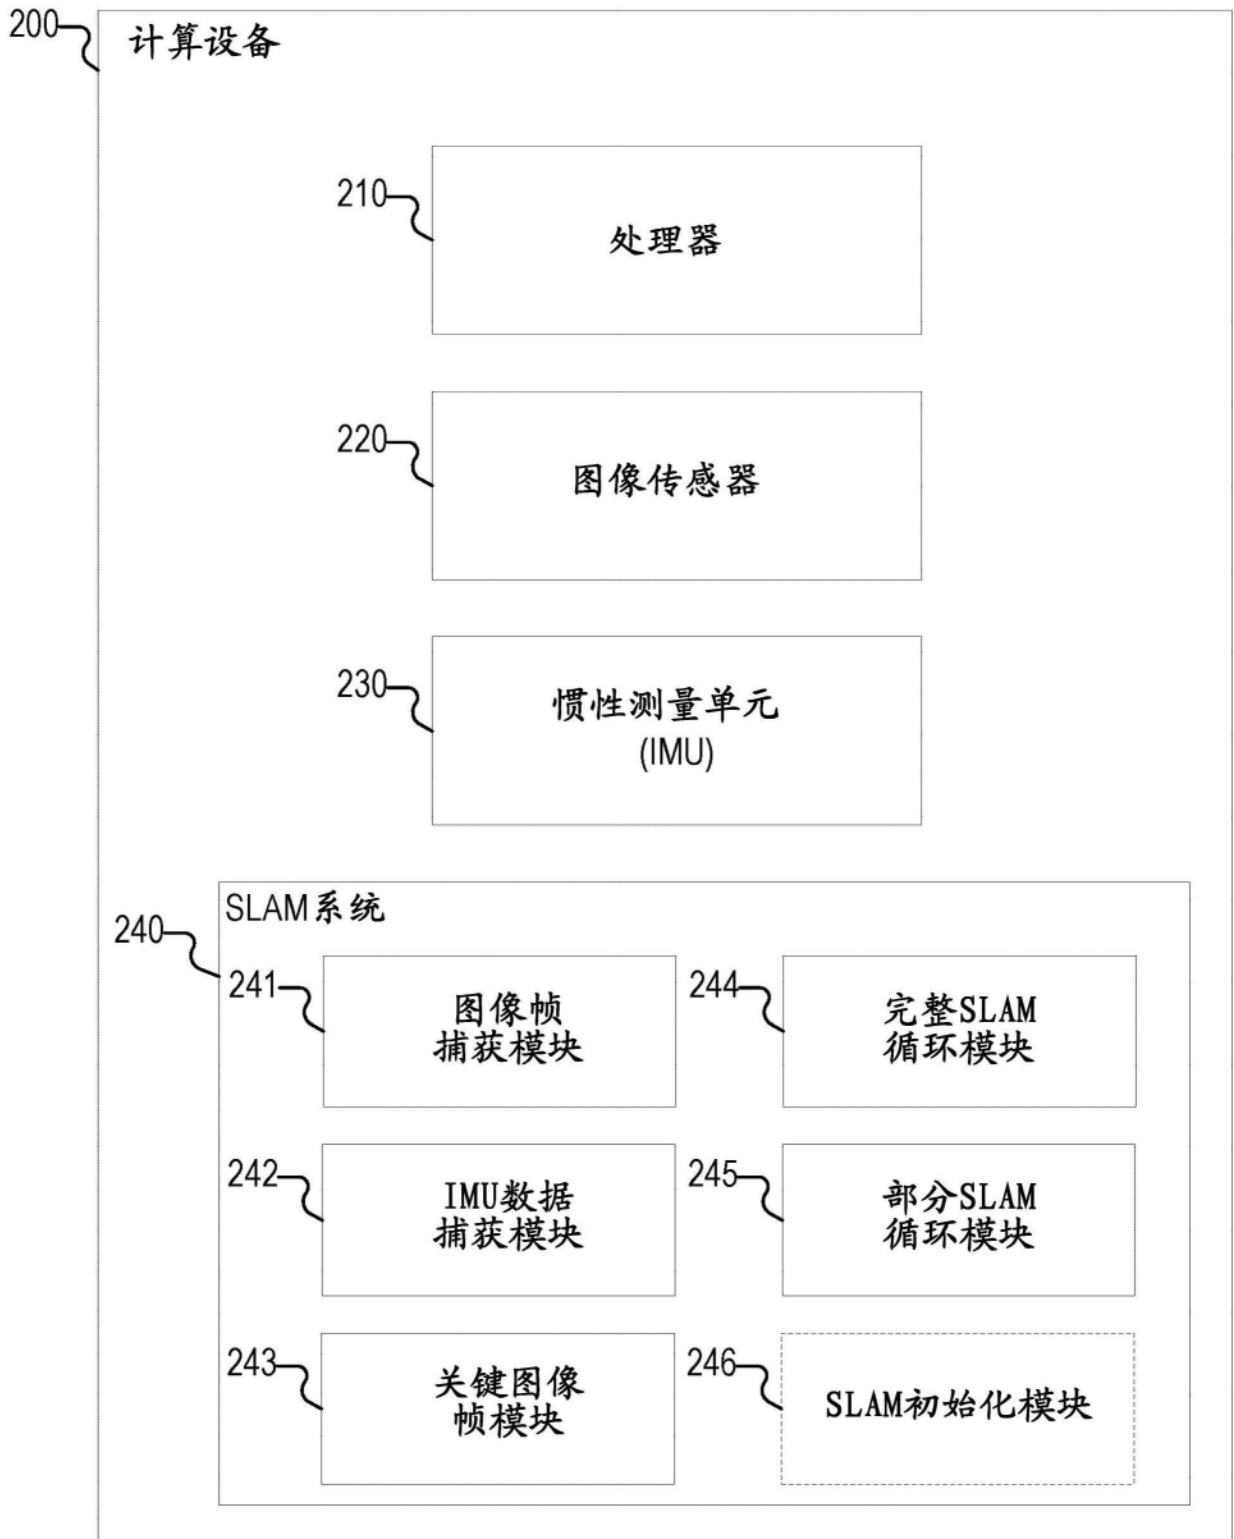 200
计算设备
210
处理器
220
图像传感器
230
惯性测量单元
(IMU)
240
SLAM系统
241
图像帧
捕获模块
244
完整SLAM
循环模块
242
IMU数据
捕获模块
245
部分SLAM
循环模块
243
关键图像
帧模块
246
SLAM初始化模块